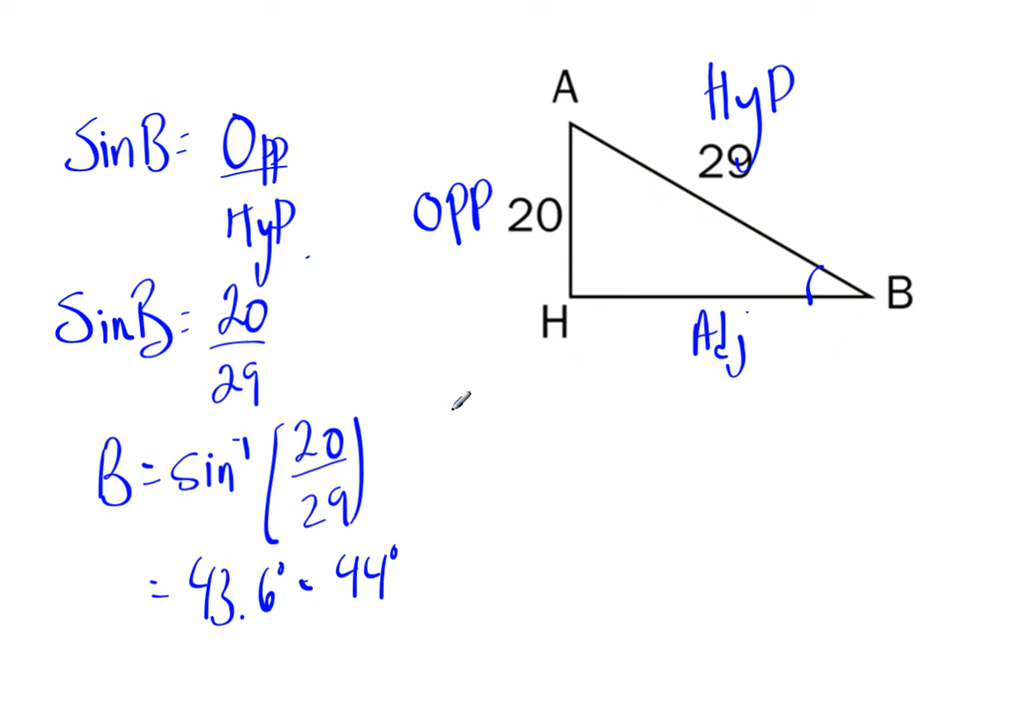 A
HyP
29
OPP 20
H
Adj
B
SinB = Opp
HyP
SinB = 20
29
B = sin⁻¹ (20
29)
= 43.6° 44°